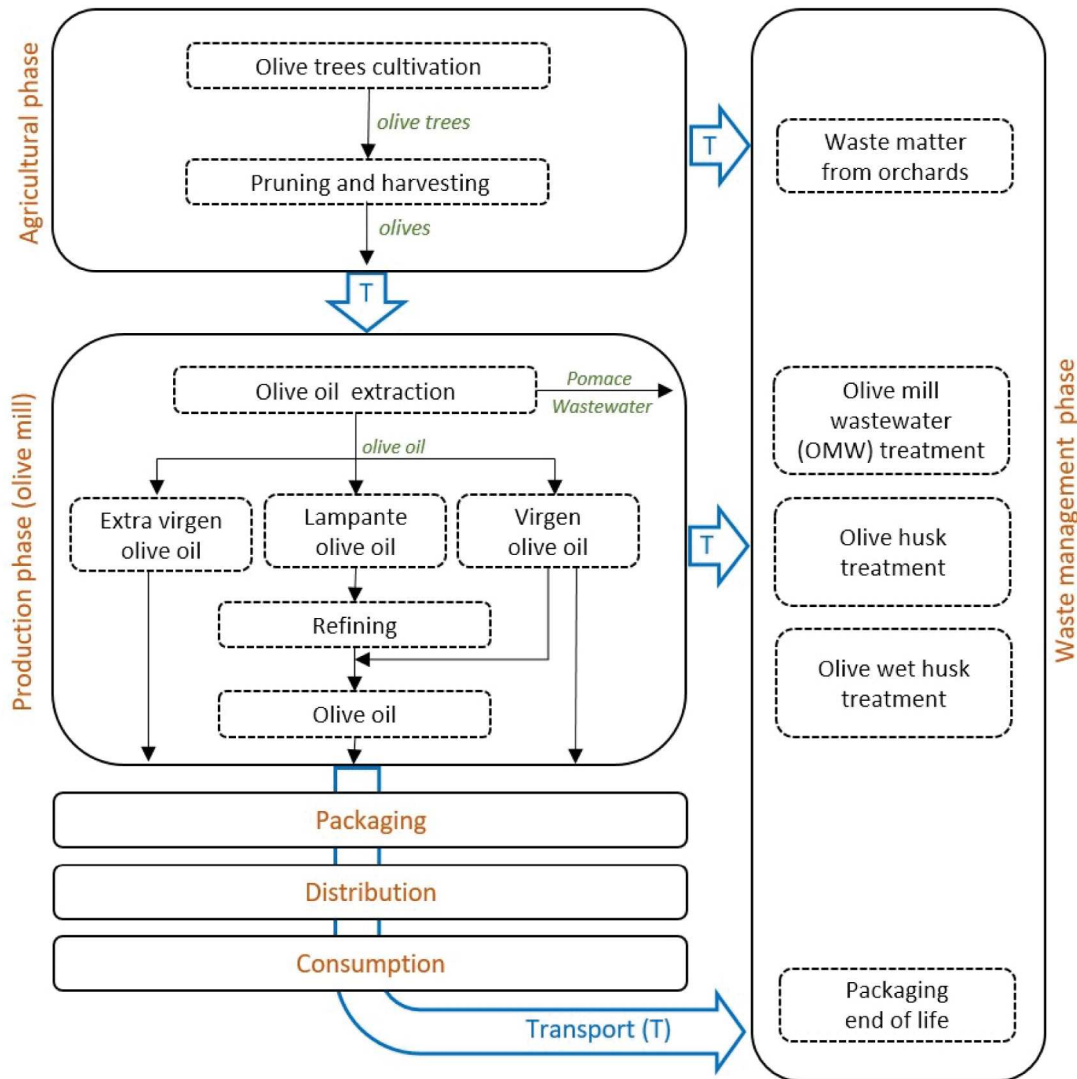 Agricultural phase
Olive trees cultivation
olive trees
Pruning and harvesting
olives
T
Waste matter
from orchards
T
Production phase (olive mill)
Olive oil extraction
Pomace
Wastewater
olive oil
Extra virgen
olive oil
Lampante
olive oil
Virgen
olive oil
Refining
Olive oil
T
Waste management phase
Olive mill
wastewater
(OMW) treatment
Olive husk
treatment
Olive wet husk
treatment
Packaging
Distribution
Consumption
Transport (T)
Packaging
end of life